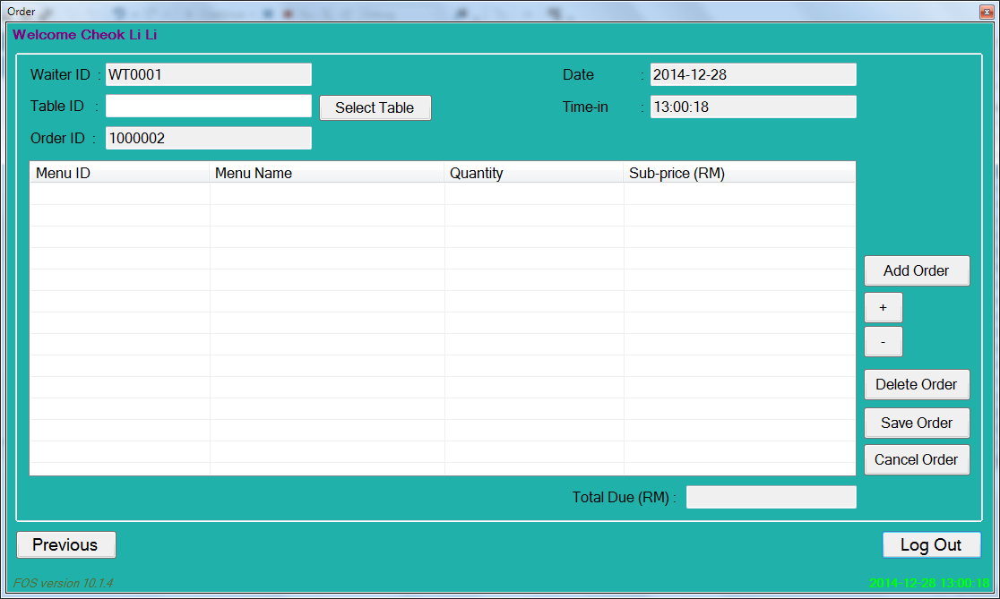 Order
Welcome Cheok Li Li
Waiter ID : WT0001
Date : 2014-12-28
Table ID :
Select Table
Time-in : 13:00:18
Order ID : 1000002
Menu ID Menu Name Quantity Sub-price (RM)
Add Order
+
-
Delete Order
Save Order
Cancel Order
Total Due (RM) :
Previous
Log Out
FOS version 10.1.4
2014-12-28 13:00:18